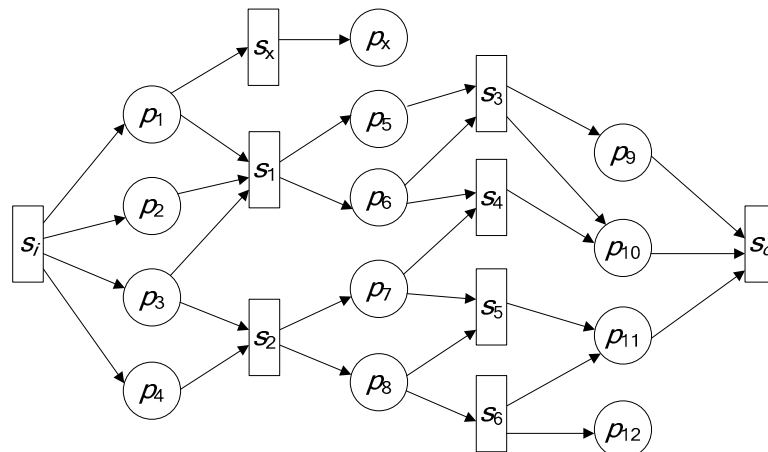 sₓ
pₓ
s₃
p₁
p₅
p₉
s₁
p₂
p₆
s₄
sᵢ
p₁₀
p₃
p₇
s₅
s₂
p₁₁
p₄
p₈
s₆
p₁₂